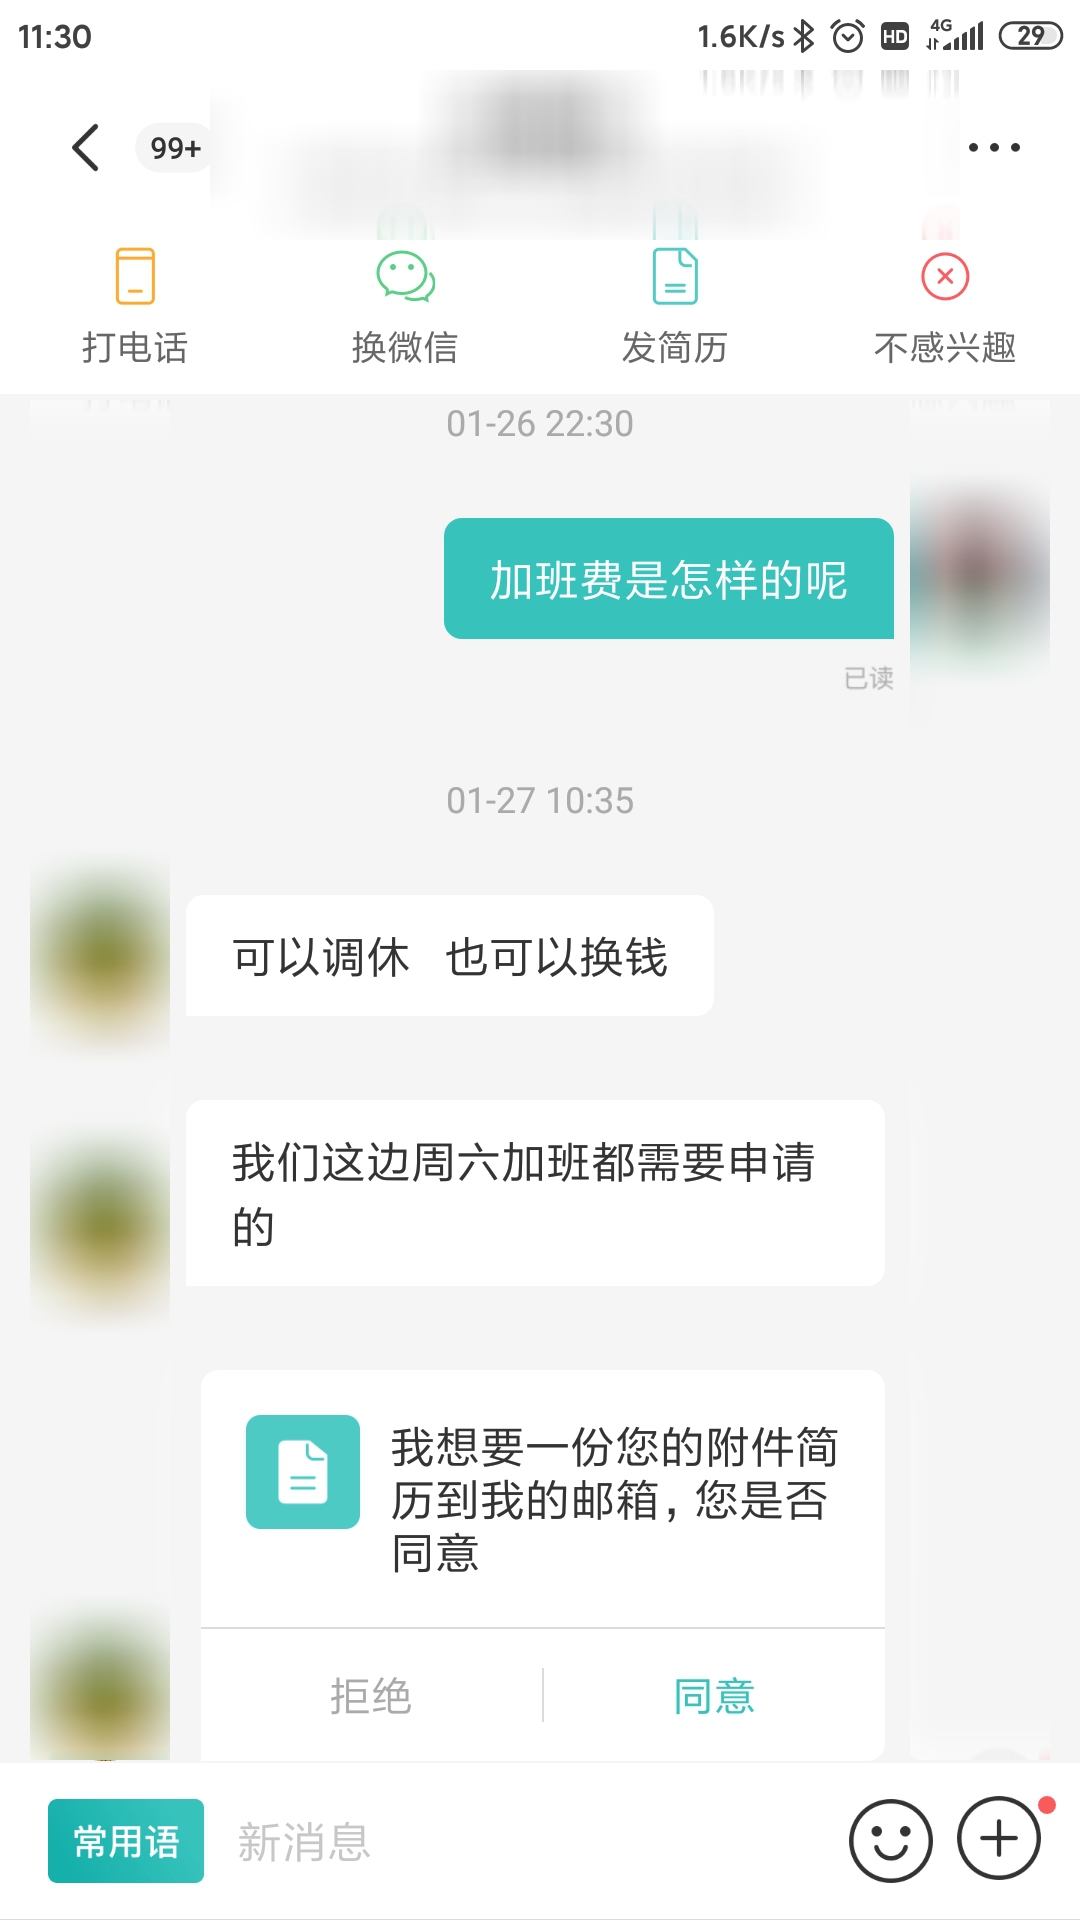 11:30
1.6K/s
HD
4G
29
99+
打电话
换微信
发简历
不感兴趣
01-26 22:30
加班费是怎样的呢
已读
01-27 10:35
可以调休 也可以换钱
我们这边周六加班都需要申请
的
我想要一份您的附件简
历到我的邮箱，您是否
同意
拒绝
同意
常用语
新消息